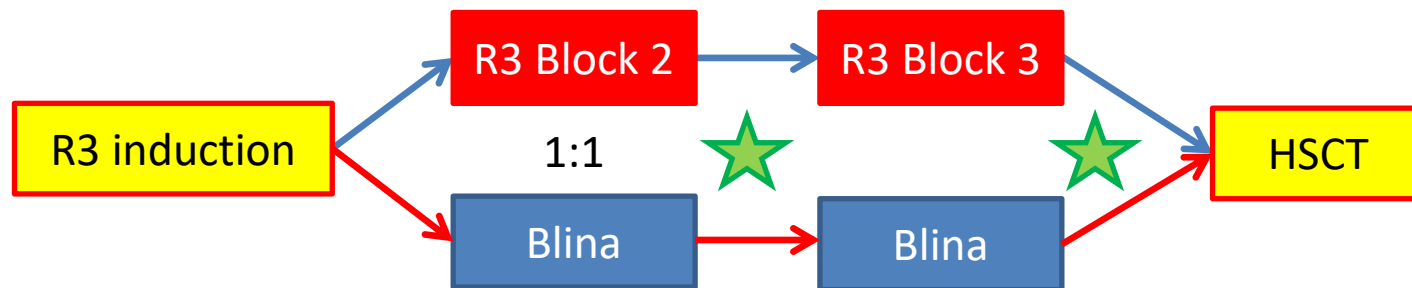 R3 Block 2
R3 Block 3
R3 induction
1:1
HSCT
Blina
Blina